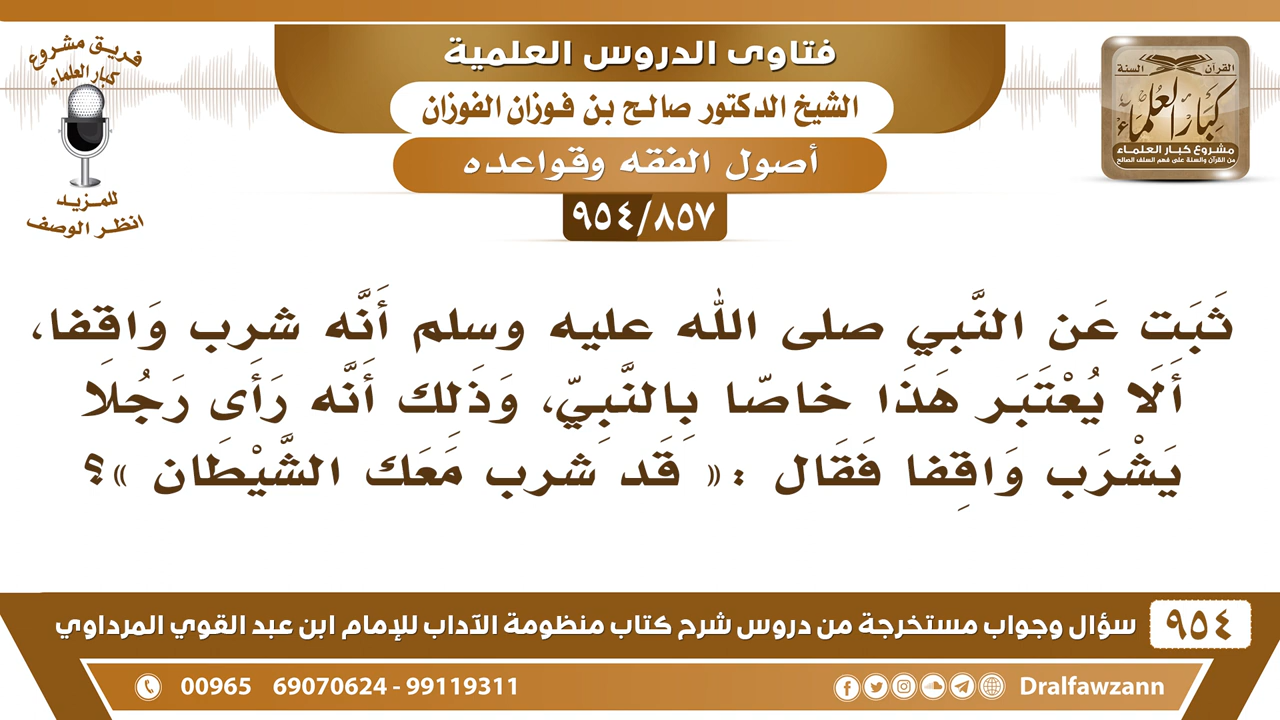 فتاوى الدروس العلمية
الشيخ الدكتور صالح بن فوزان الفوزان
أصول الفقه وقواعده
٩٥٤/٨٥٧
فريق مشروع
كبار العلماء
للمزيد
انظر الوصف
القرآن السنة
كبار العلماء
مشروع كبار العلماء
من القرآن والسنة على فهم السلف الصالح
ثَبَت عَن النَّبي صلى الله عليه وسلم أَنَّه شرب وَاقفا،
أَلَا يُعْتَبَر هَذَا خاصّا بِالنَّبيّ، وَذَلك أَنَّه رَأَى رَجُلَا
يَشْرَب وَاقِفا فَقَال : « قَد شَرب مَعَك الشَّيْطَان »؟
٩٥٤ سؤال وجواب مستخرجة من دروس شرح كتاب منظومة الآداب للإمام ابن عبد القوي المرداوي
00965 69070624 - 99119311
Dralfawzann